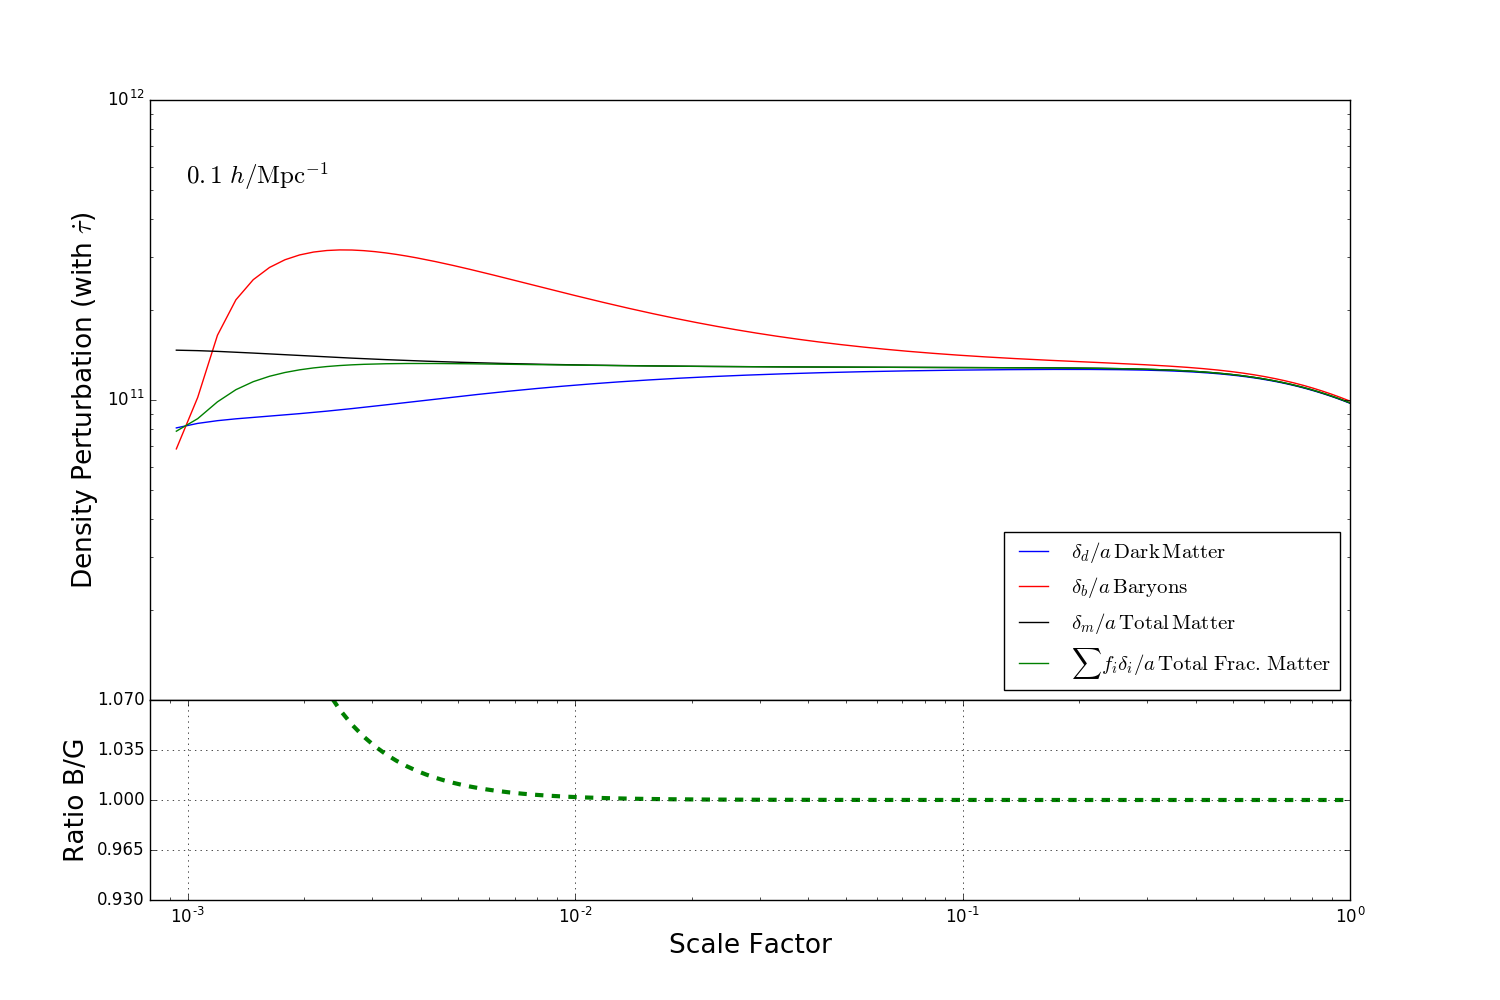 10^12
0.1 h/Mpc^−1
Density Perturbation (with τ̇)
10^11
δ_d/a Dark Matter
δ_b/a Baryons
δ_m/a Total Matter
∑ f_i δ_i/a Total Frac. Matter
1.070
1.035
1.000
0.965
0.930
Ratio B/G
10^-3 10^-2 10^-1 10^0
Scale Factor